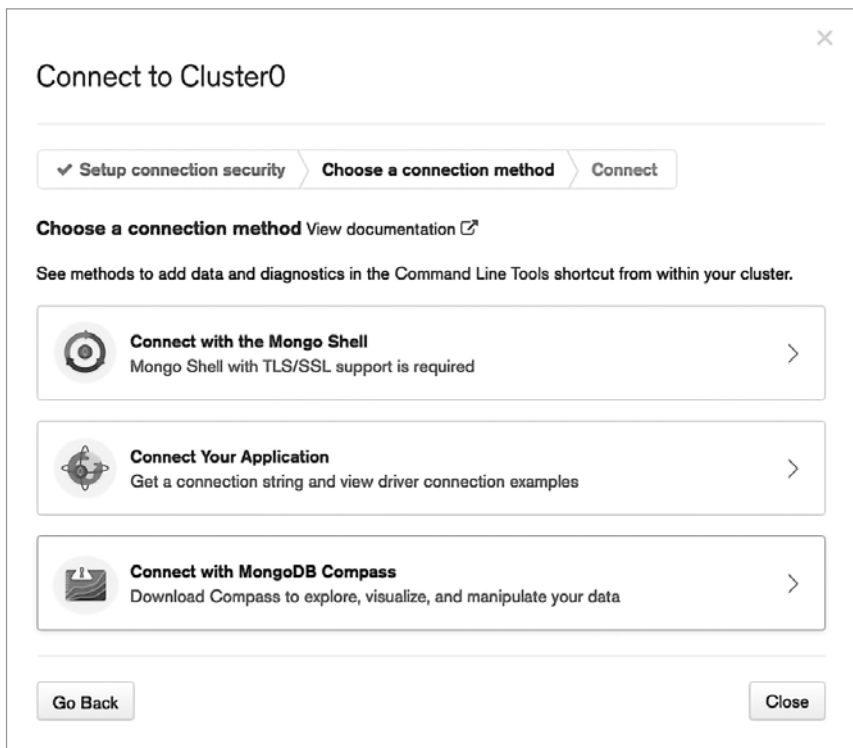 Connect to Cluster0
Setup connection security
Choose a connection method
Connect
Choose a connection method View documentation
See methods to add data and diagnostics in the Command Line Tools shortcut from within your cluster.
Connect with the Mongo Shell
Mongo Shell with TLS/SSL support is required
Connect Your Application
Get a connection string and view driver connection examples
Connect with MongoDB Compass
Download Compass to explore, visualize, and manipulate your data
Go Back
Close